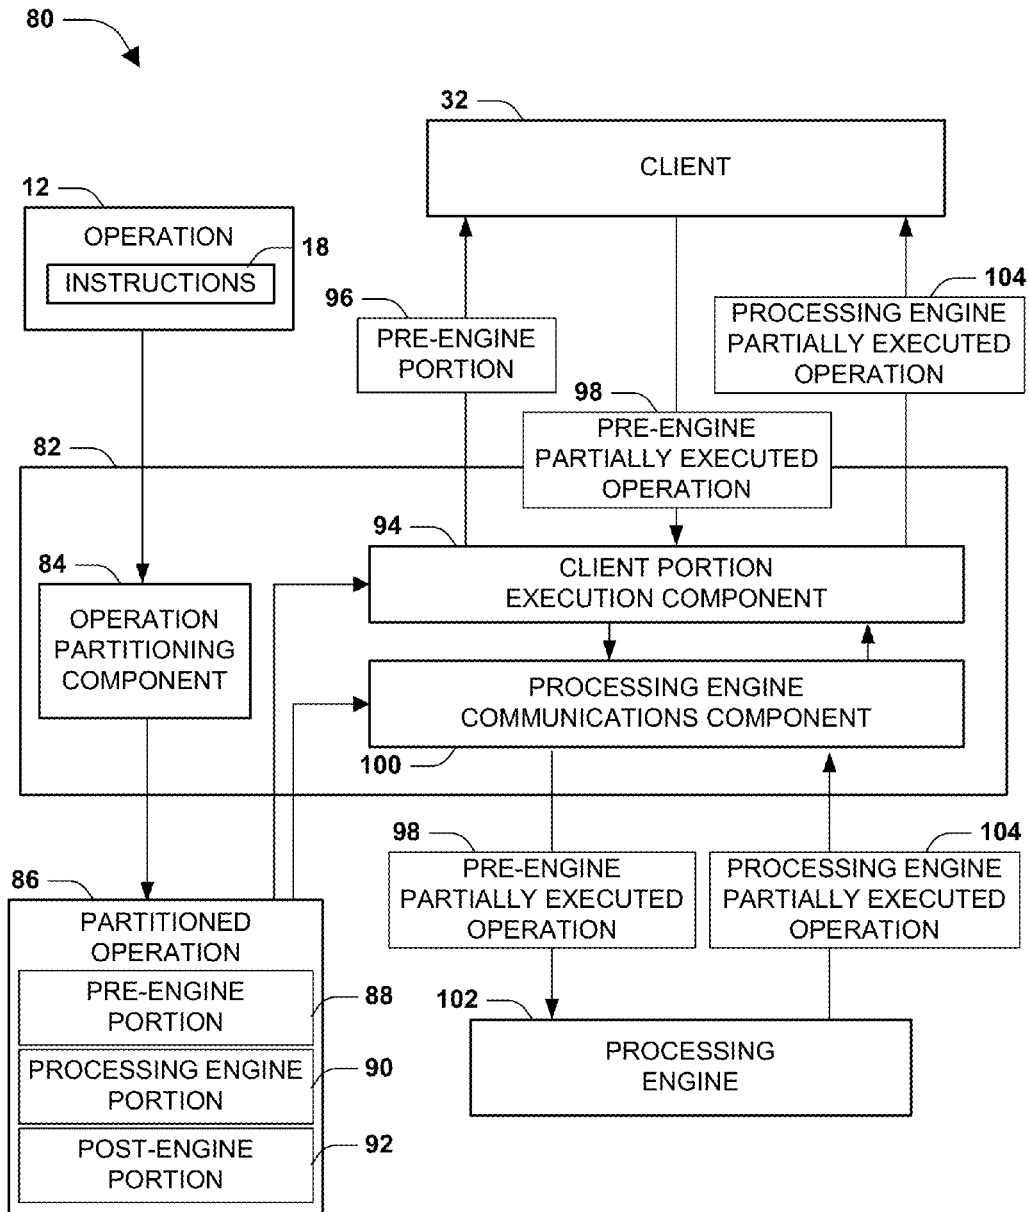 80
32
CLIENT
12
OPERATION
18
INSTRUCTIONS
96
PRE-ENGINE
PORTION
104
PROCESSING ENGINE
PARTIALLY EXECUTED
OPERATION
98
PRE-ENGINE
PARTIALLY EXECUTED
OPERATION
82
94
CLIENT PORTION
EXECUTION COMPONENT
84
OPERATION
PARTITIONING
COMPONENT
PROCESSING ENGINE
COMMUNICATIONS COMPONENT
100
98
PRE-ENGINE
PARTIALLY EXECUTED
OPERATION
104
PROCESSING ENGINE
PARTIALLY EXECUTED
OPERATION
86
PARTITIONED
OPERATION
PRE-ENGINE
PORTION
88
PROCESSING ENGINE
PORTION
90
POST-ENGINE
PORTION
92
102
PROCESSING
ENGINE